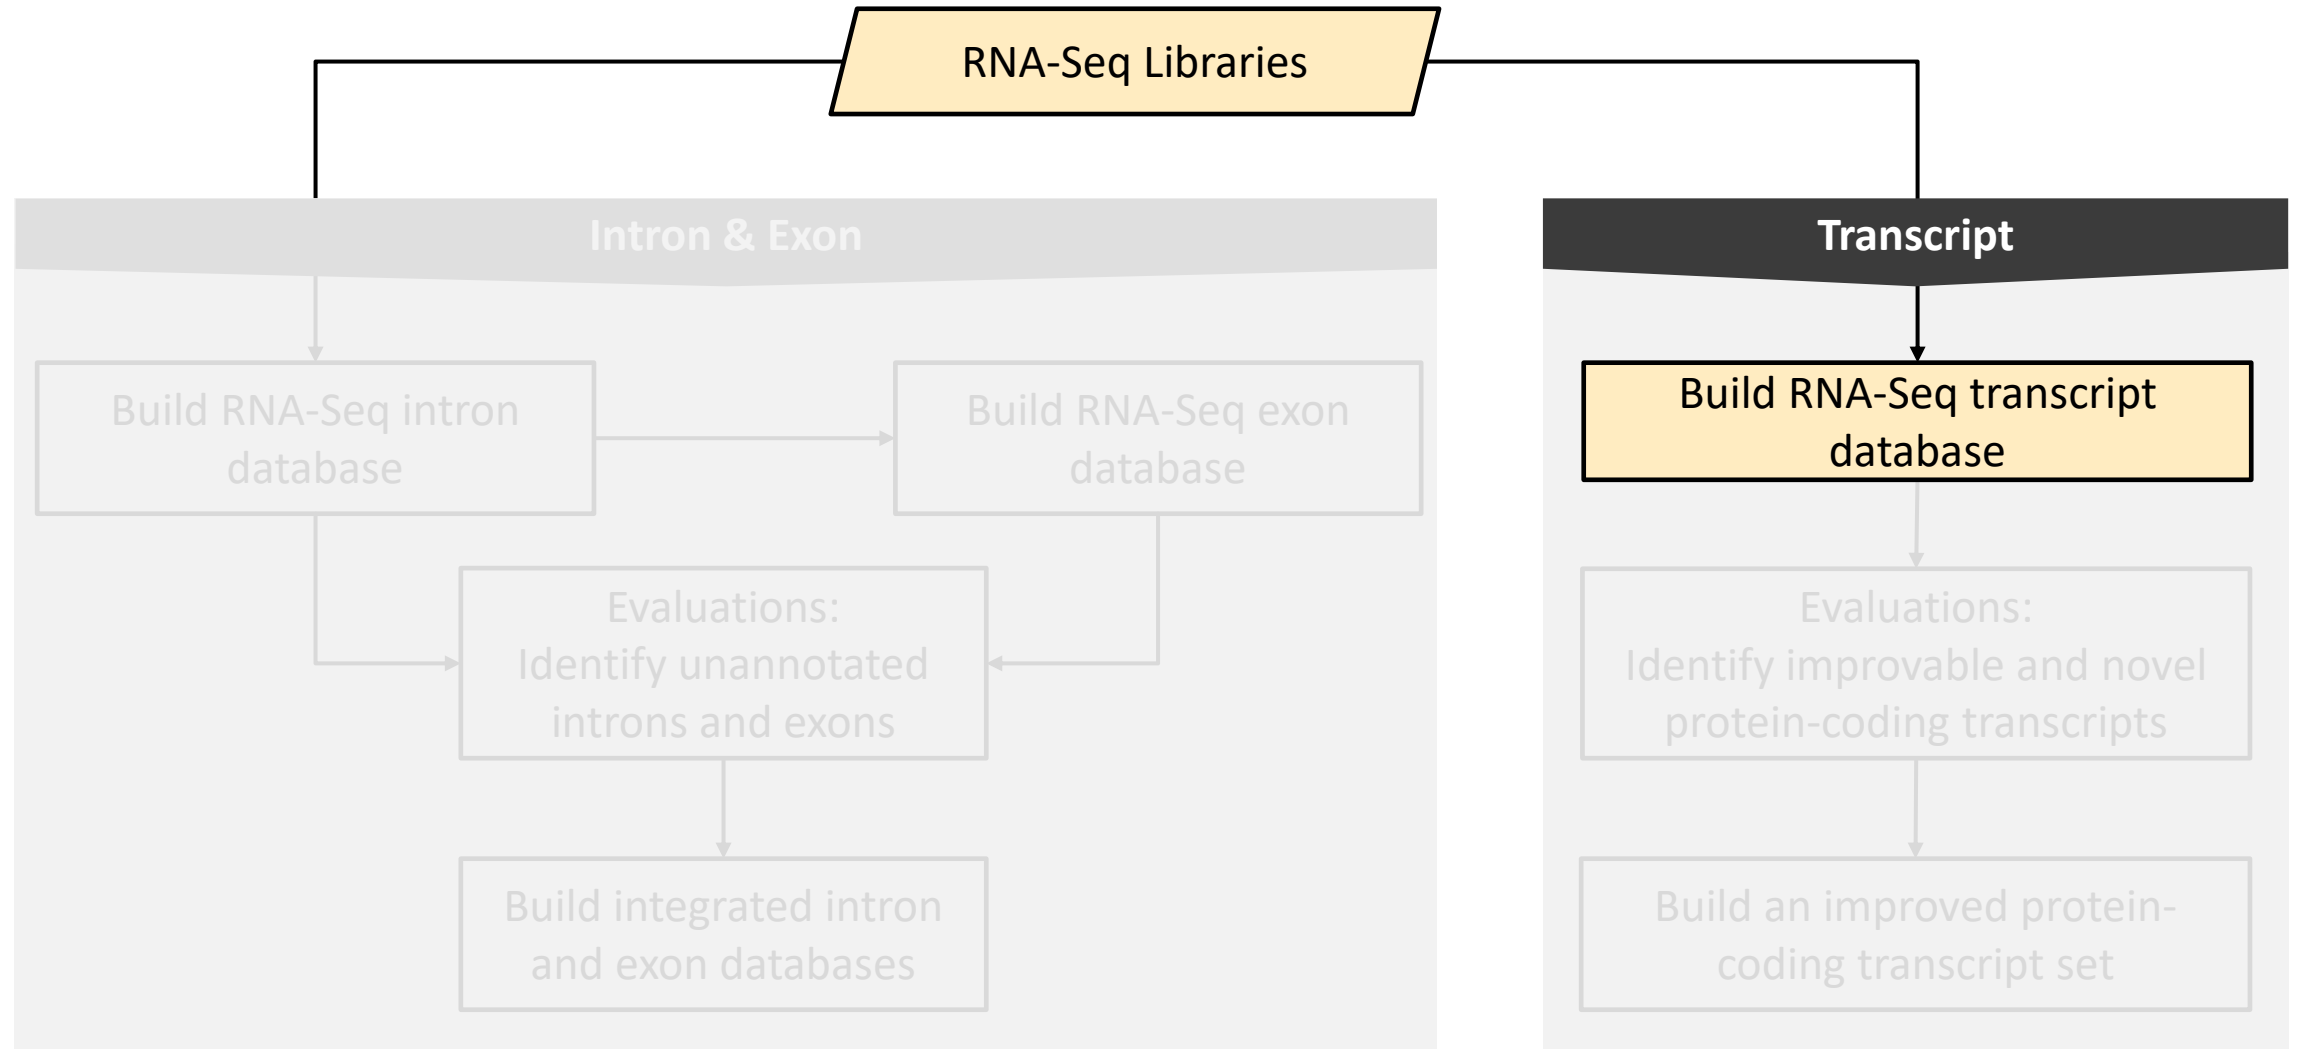 RNA-Seq Libraries
Intron & Exon
Transcript
Build RNA-Seq intron
database
Build RNA-Seq exon
database
Build RNA-Seq transcript
database
Evaluations:
Identify unannotated
introns and exons
Evaluations:
Identify improvable and novel
protein-coding transcripts
Build integrated intron
and exon databases
Build an improved protein-
coding transcript set